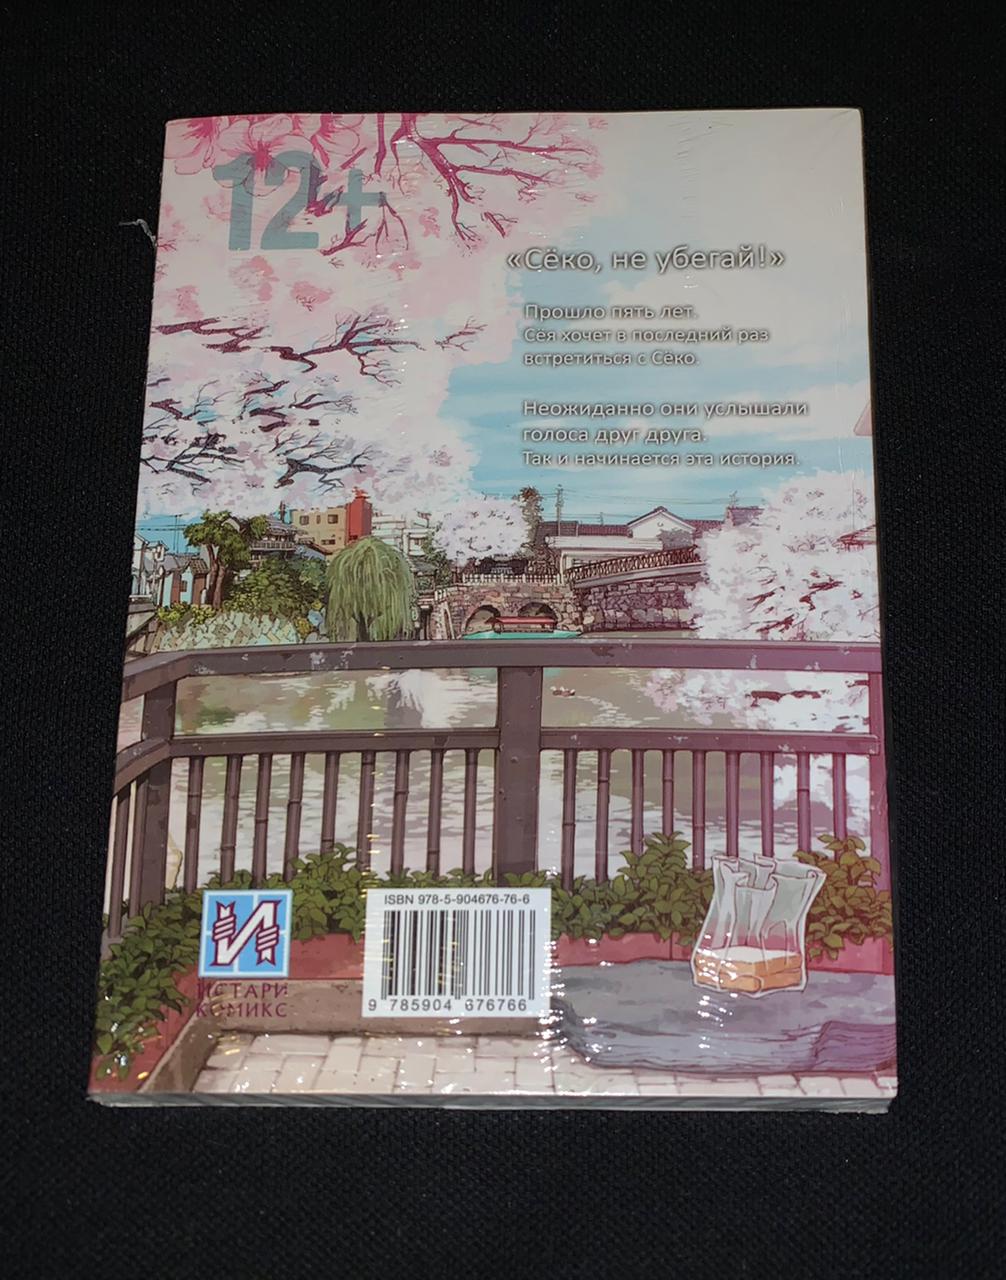 12+
«Сёко, не убегай!»
Прошло пять лет.
Сёя хочет в последний раз
встретиться с Сёко.
Неожиданно они услышали
голоса друг друга.
Так и начинается эта история.
ISBN 978-5-904676-76-6
9 785904 676766
ИСТАРИ
КОМИКС